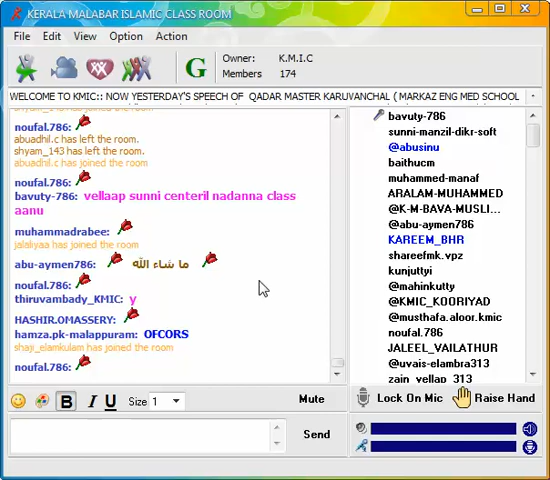 KERALA MALABAR ISLAMIC CLASS ROOM
File Edit View Option Action
G
Owner: K.M.I.C
Members 174
WELCOME TO KMIC:: NOW YESTERDAY'S SPEECH OF QADAR MASTER KARUVANCHAL ( MARKAZ ENG MED SCHOOL
shyam_143 has joined the room.
noufal.786:
abuadhil.c has left the room.
shyam_143 has left the room.
abuadhil.c has joined the room
noufal.786:
bavuty-786: vellaap sunni centeril nadanna class
aanu
muhammadrabee:
jalaliyaa has joined the room
abu-aymen786: ما شاء الله
noufal.786:
thiruvambady_KMIC: y
HASHIR.OMASSERY:
hamza.pk-malappuram: OFCORS
shaji_elamkulam has joined the room
noufal.786:
bavuty-786
sunni-manzil-dikr-soft
@abusinu
baithucm
muhammed-manaf
ARALAM-MUHAMMED
@K-M-BAVA-MUSLI...
@abu-aymen786
KAREEM_BHR
shareefmk.vpz
kunjuttyi
@mahinkutty
@KMIC_KOORIYAD
@musthafa.aloor.kmic
noufal.786
JALEEL_VAILATHUR
@uvais-elambra313
zain_vellap_313
B I U Size 1 Mute
Lock On Mic Raise Hand
Send